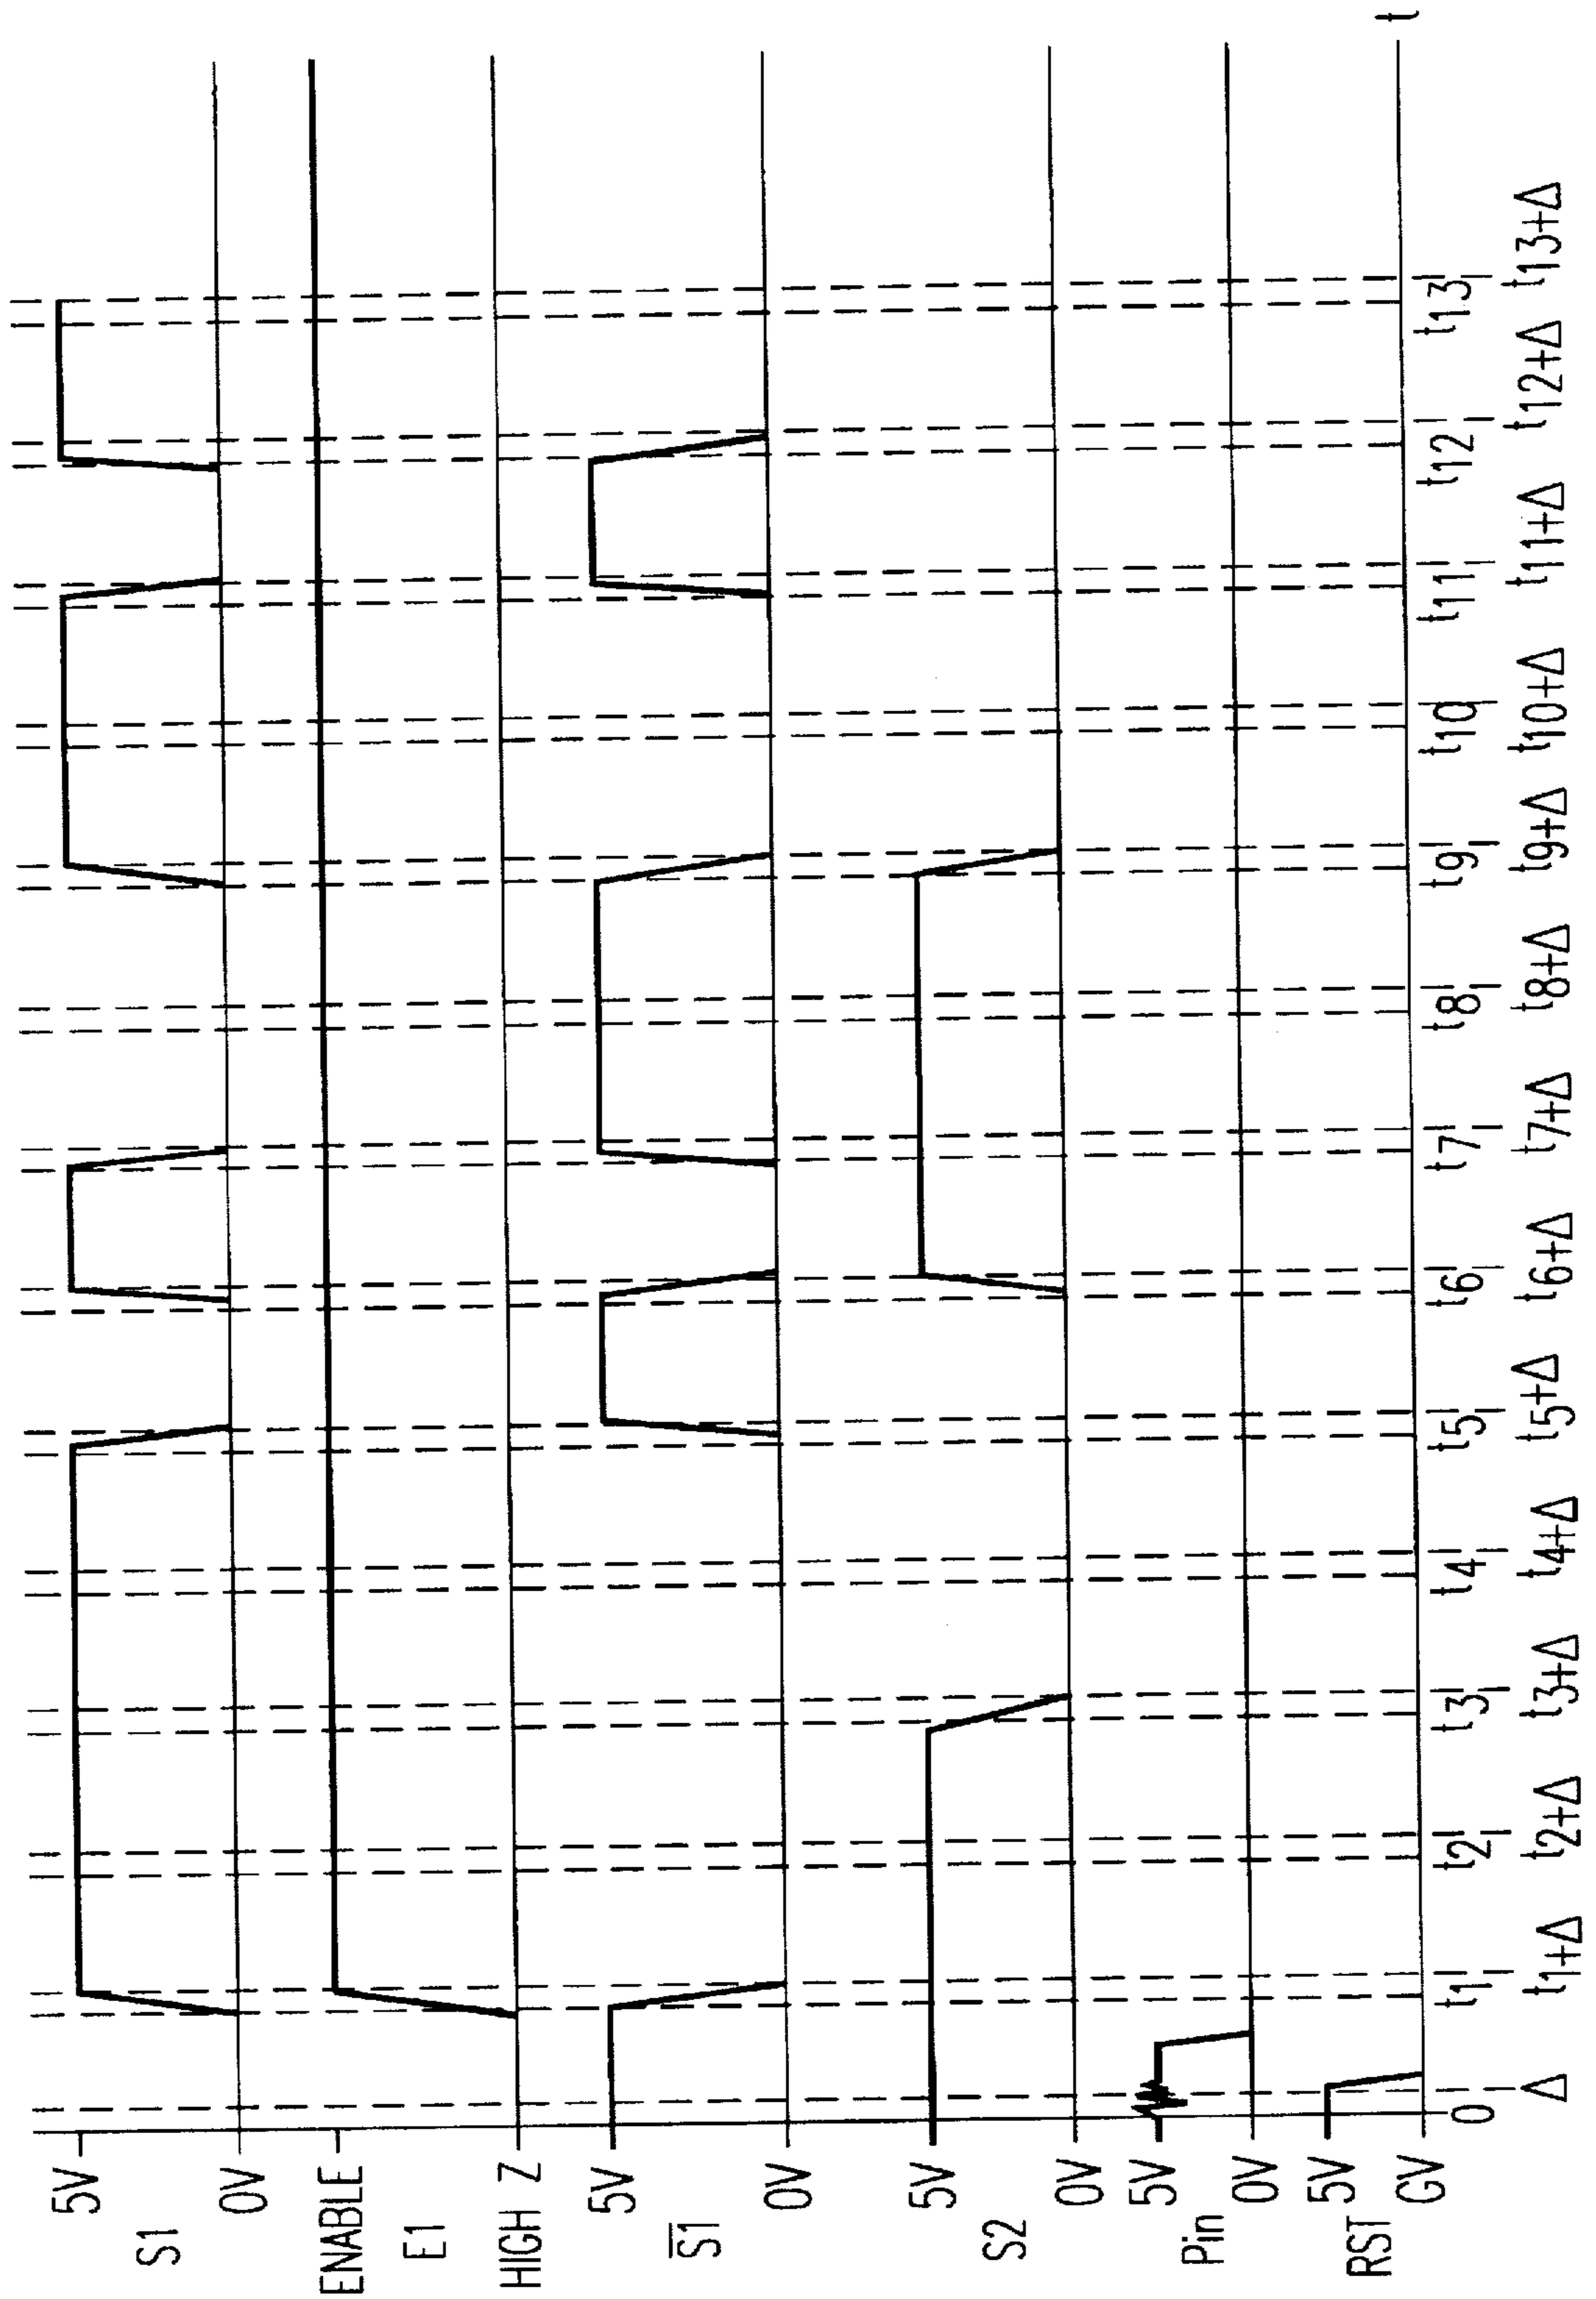 5V
S1
0V
ENABLE
E1
HIGH Z
5V
S̅1̅
0V
5V
S2
0V
5V
Pin
0V
5V
RST
GV
0 t1 t2 t3 t4 t5 t6 t7 t8 t9 t10 t11 t12 t13 t
Δ t1+Δ t2+Δ t3+Δ t4+Δ t5+Δ t6+Δ t7+Δ t8+Δ t9+Δ t10+Δ t11+Δ t12+Δ t13+Δ